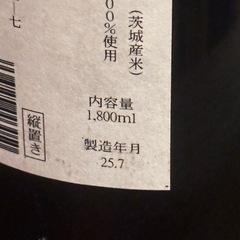 （茨城産米）
00％使用
内容量
1,800ml
製造年月
25.7
縦置き
七